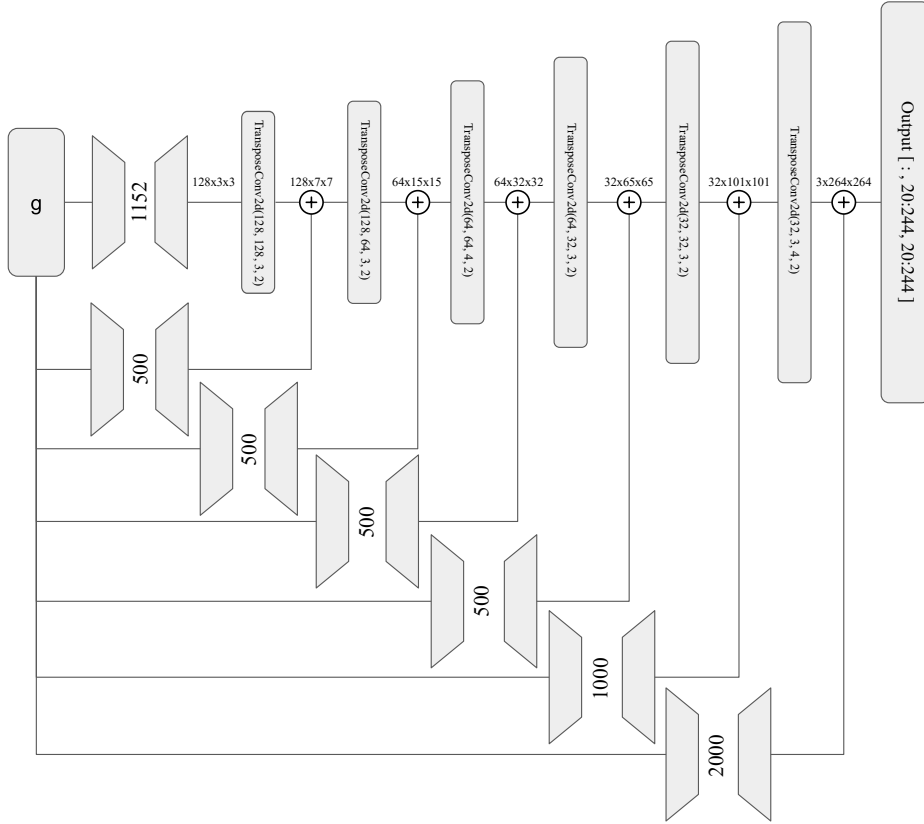 g
1152
128x3x3
TransposeConv2d(128, 128, 3, 2)
128x7x7
TransposeConv2d(128, 64, 3, 2)
64x15x15
TransposeConv2d(64, 64, 4, 2)
64x32x32
TransposeConv2d(64, 32, 3, 2)
32x65x65
TransposeConv2d(32, 32, 3, 2)
32x101x101
TransposeConv2d(32, 3, 4, 2)
3x264x264
Output [ : , 20:244, 20:244 ]
500
500
500
500
1000
2000